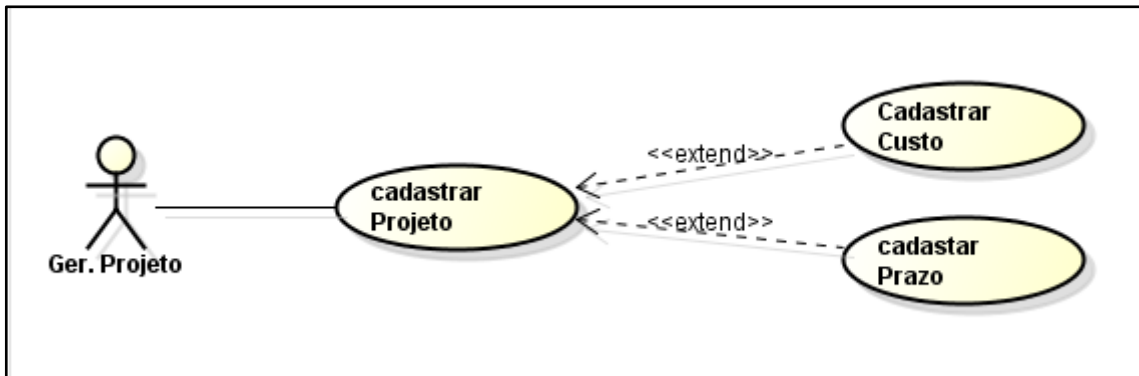 Ger. Projeto
cadastrar
Projeto
<<extend>>
<<extend>>
Cadastrar
Custo
cadastar
Prazo